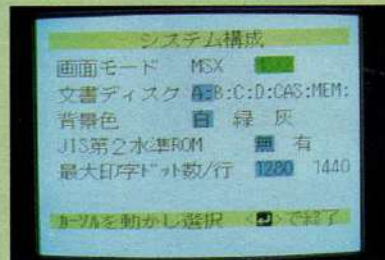 システム構成
画面モード MSX
文書ディスク A:B:C:D:CAS:MEM:
背景色 白 緑 灰
JIS第2水準ROM 無 有
最大印字ドット数/行 1280 1440
カーソルを動かし選択 <⏎>で終了